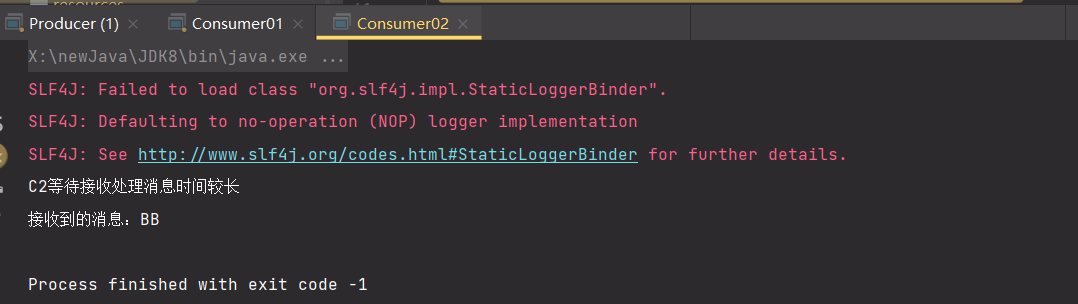 resources
Producer (1) Consumer01 Consumer02
X:\newJava\JDK8\bin\java.exe ...
SLF4J: Failed to load class "org.slf4j.impl.StaticLoggerBinder".
SLF4J: Defaulting to no-operation (NOP) logger implementation
SLF4J: See http://www.slf4j.org/codes.html#StaticLoggerBinder for further details.
C2等待接收处理消息时间较长
接收到的消息：BB
Process finished with exit code -1